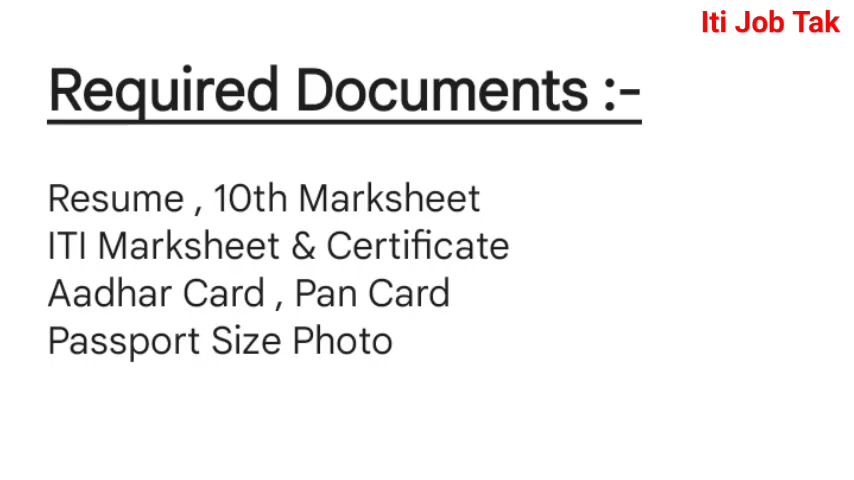 Iti Job Tak
Required Documents :-
Resume , 10th Marksheet
ITI Marksheet & Certificate
Aadhar Card , Pan Card
Passport Size Photo